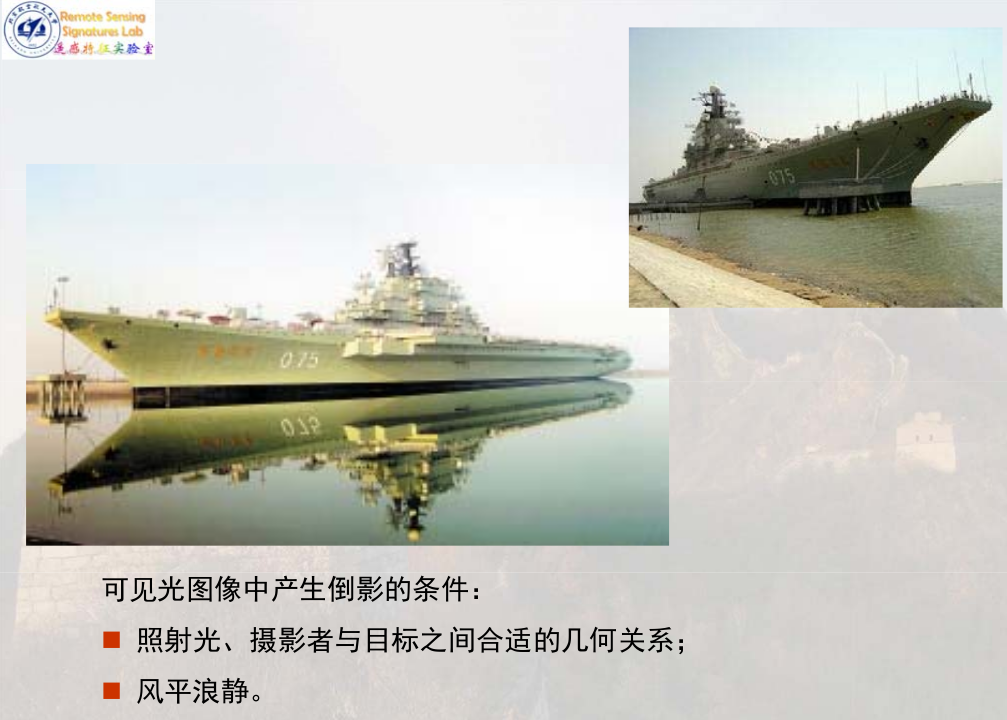 Remote Sensing
Signatures Lab
遥感特征实验室
075
075
可见光图像中产生倒影的条件：
照射光、摄影者与目标之间合适的几何关系；
风平浪静。